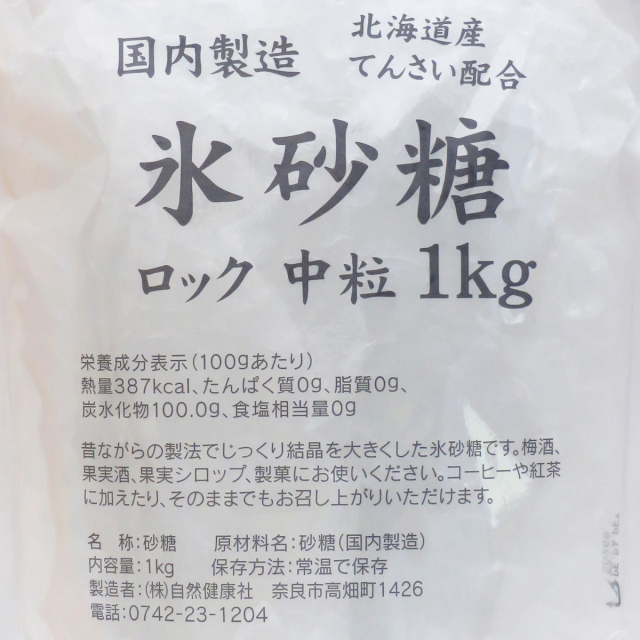 国内製造
北海道産
てんさい配合
氷砂糖
ロック 中粒 1kg
栄養成分表示(100gあたり)
熱量387kcal、たんぱく質0g、脂質0g、
炭水化物100.0g、食塩相当量0g
昔ながらの製法でじっくり結晶を大きくした氷砂糖です。梅酒、
果実酒、果実シロップ、製菓にお使いください。コーヒーや紅茶
に加えたり、そのままでもお召し上がりいただけます。
名 称:砂糖 原材料名:砂糖(国内製造)
内容量:1kg 保存方法:常温で保存
製造者:(株)自然健康社 奈良市高畑町1426
電話:0742-23-1204